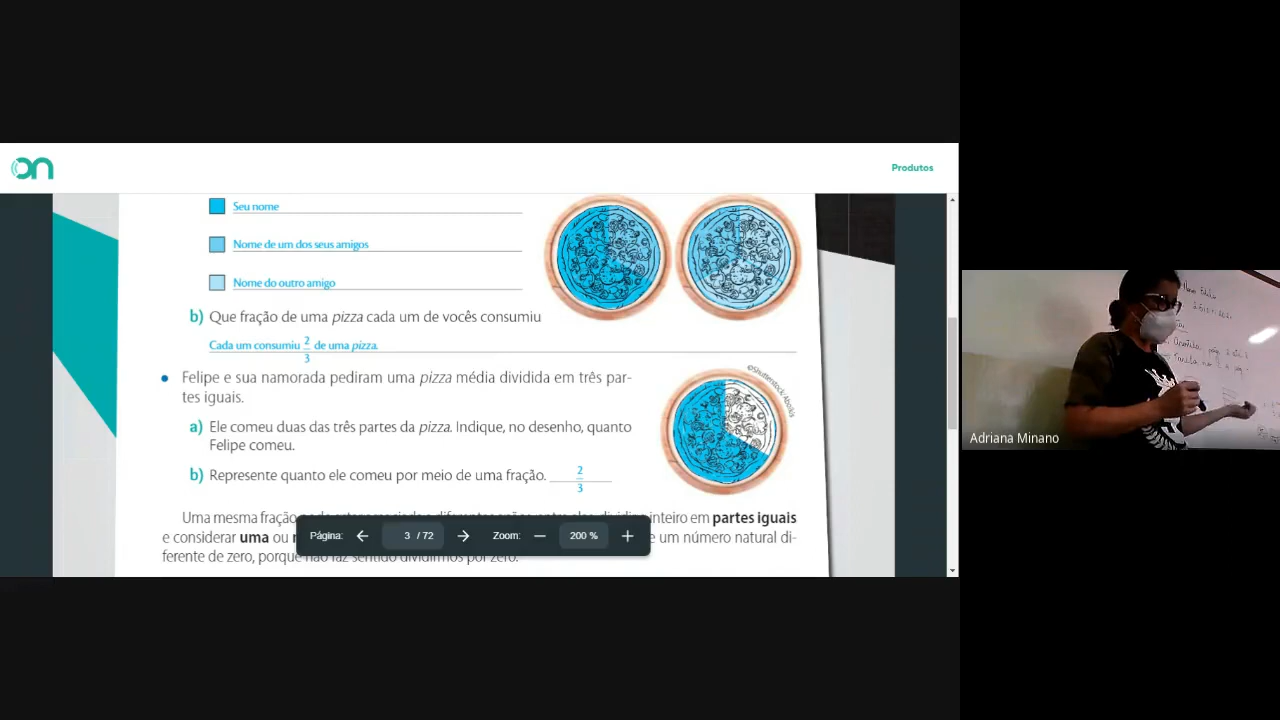 on
Produtos
Seu nome
Nome de um dos seus amigos
Nome do outro amigo
b) Que fração de uma pizza cada um de vocês consumiu
Cada um consumiu 2/3 de uma pizza.
• Felipe e sua namorada pediram uma pizza média dividida em três par-
tes iguais.
©Shutterstock/Abolikis
a) Ele comeu duas das três partes da pizza. Indique, no desenho, quanto
Felipe comeu.
b) Represente quanto ele comeu por meio de uma fração. 2/3
Uma mesma fração inteiro em partes iguais
e considerar uma ou e um número natural di-
ferente de zero, porque não faz sentido dividirmos por zero.
Página: 3 / 72 Zoom: 200 %
Adriana Minano